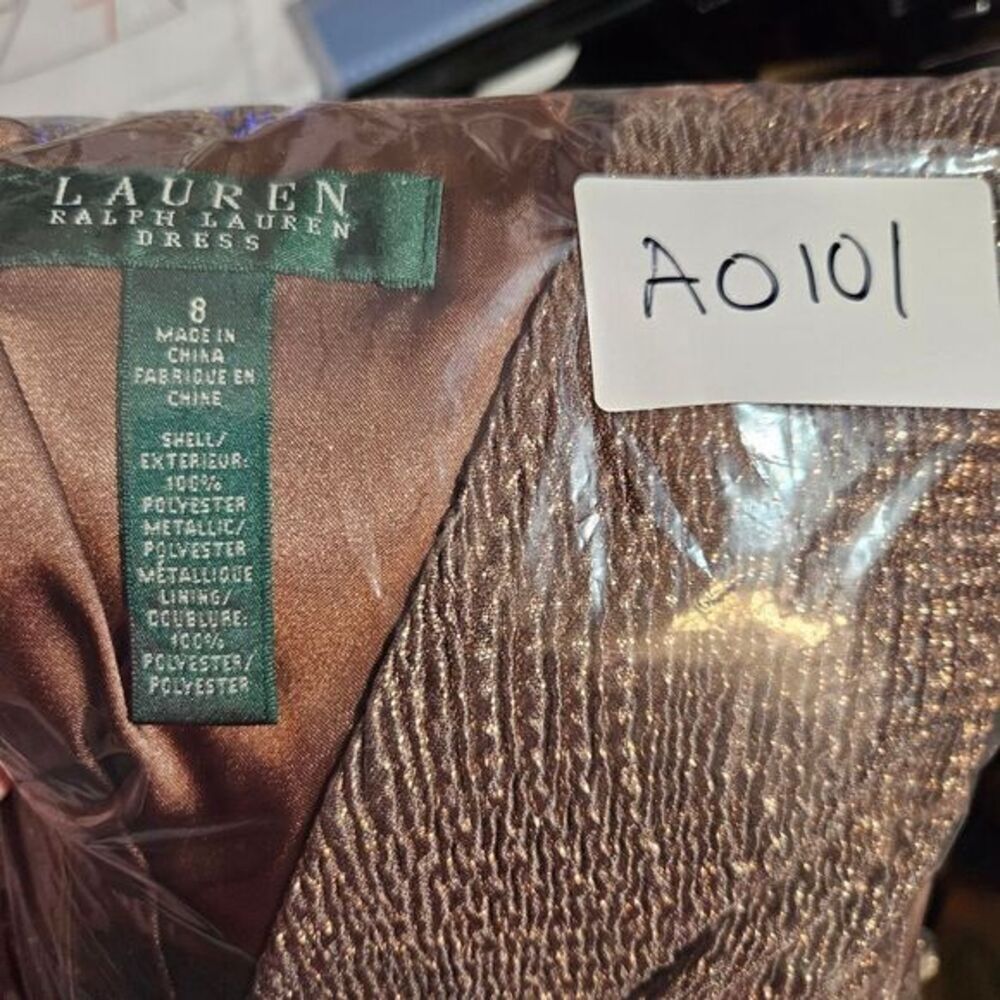 LAUREN
RALPH LAUREN
DRESS
8
MADE IN
CHINA
FABRIQUE EN
CHINE
SHELL/
EXTERIEUR:
100%
POLYESTER
METALLIC/
POLYESTER
MÉTALLIQUE
LINING/
DOUBLURE:
100%
POLYESTER/
POLYESTER
A0101